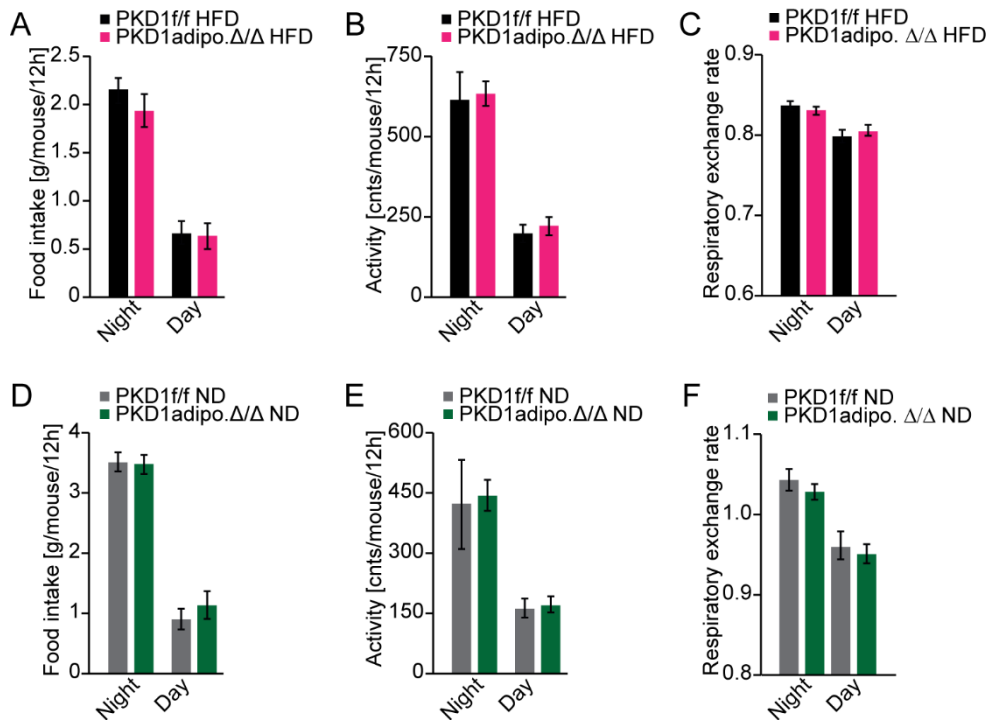 A
PKD1f/f HFD
PKD1adipo.Δ/Δ HFD
Food intake [g/mouse/12h]
2.5
2.0
1.5
1.0
0.5
0
Night
Day
B
PKD1f/f HFD
PKD1adipo.Δ/Δ HFD
Activity [cnts/mouse/12h]
750
500
250
0
Night
Day
C
PKD1f/f HFD
PKD1adipo. Δ/Δ HFD
Respiratory exchange rate
0.9
0.8
0.7
0.6
Night
Day
D
PKD1f/f ND
PKD1adipo.Δ/Δ ND
Food intake [g/mouse/12h]
4
3
2
1
0
Night
Day
E
PKD1f/f ND
PKD1adipo.Δ/Δ ND
Activity [cnts/mouse/12h]
600
450
300
150
0
Night
Day
F
PKD1f/f ND
PKD1adipo. Δ/Δ ND
Respiratory exchange rate
1.1
1.0
0.9
0.8
Night
Day